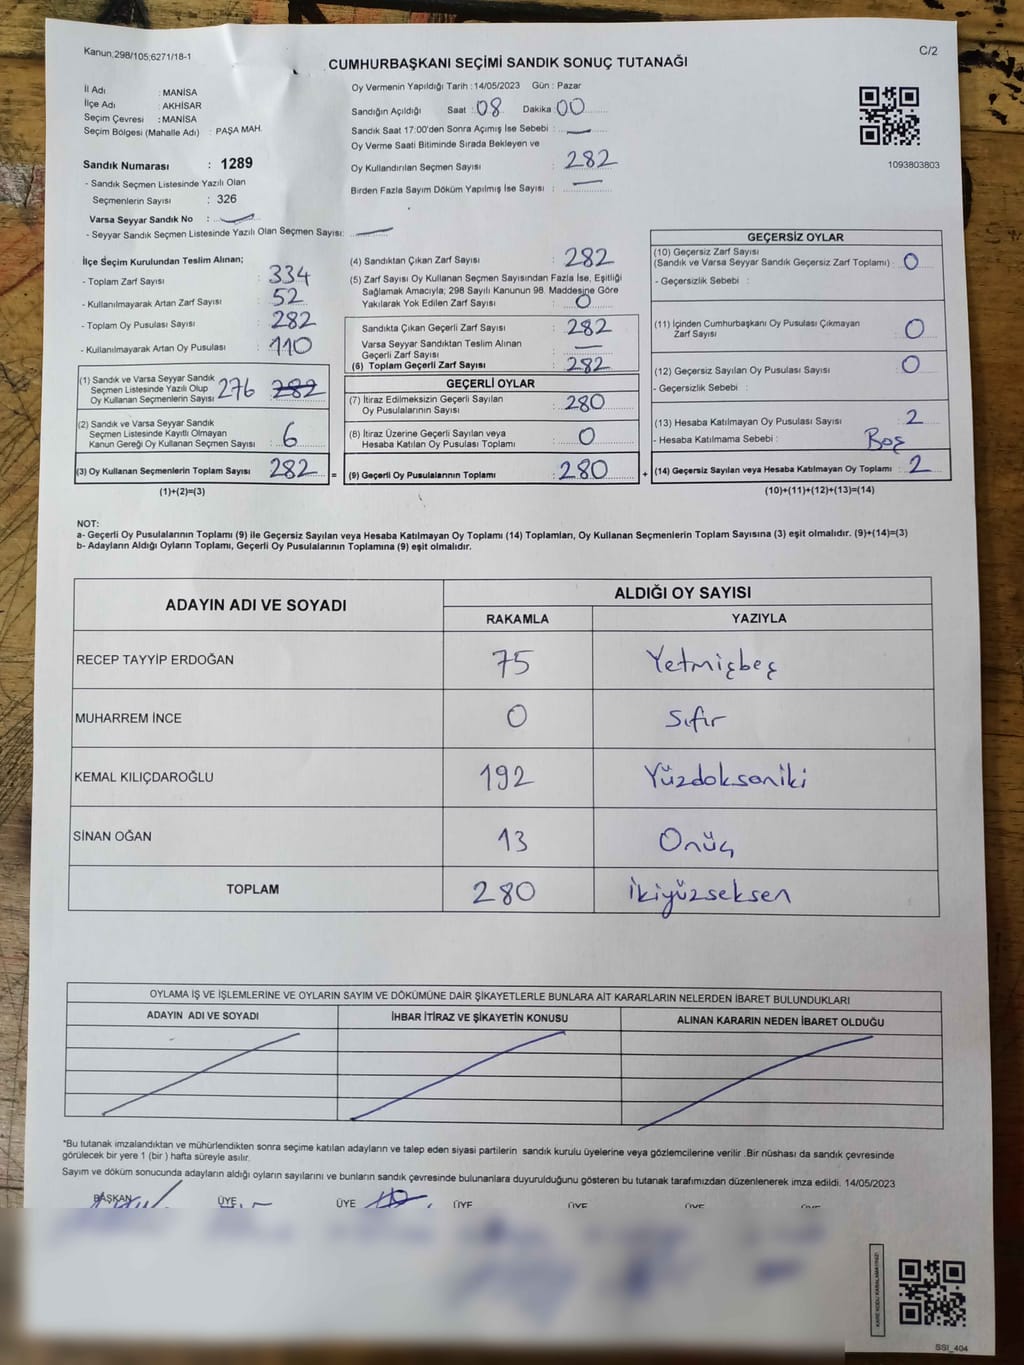 Kanun,298/105;6271/18-1
C/2
CUMHURBAŞKANI SEÇİMİ SANDIK SONUÇ TUTANAĞI
İl Adı : MANİSA
İlçe Adı : AKHİSAR
Seçim Çevresi : MANİSA
Seçim Bölgesi (Mahalle Adı) : PAŞA MAH.
Sandık Numarası : 1289
- Sandık Seçmen Listesinde Yazılı Olan
Seçmenlerin Sayısı : 326
Varsa Seyyar Sandık No :
- Seyyar Sandık Seçmen Listesinde Yazılı Olan Seçmen Sayısı:
Oy Vermenin Yapıldığı Tarih : 14/05/2023 Gün : Pazar
Sandığın Açıldığı Saat : 08 Dakika : 00
Sandık Saat 17:00'den Sonra Açımış İse Sebebi : —
Oy Verme Saati Bitiminde Sırada Bekleyen ve
Oy Kullandırılan Seçmen Sayısı : 282
Birden Fazla Sayım Döküm Yapılmış İse Sayısı : —
1093803803
İlçe Seçim Kurulundan Teslim Alınan;
- Toplam Zarf Sayısı : 334
- Kullanılmayarak Artan Zarf Sayısı : 52
- Toplam Oy Pusulası Sayısı : 282
- Kullanılmayarak Artan Oy Pusulası : 110
(1) Sandık ve Varsa Seyyar Sandık
Seçmen Listesinde Yazılı Olup
Oy Kullanan Seçmenlerin Sayısı : 276 282
(2) Sandık ve Varsa Seyyar Sandık
Seçmen Listesinde Kayıtlı Olmayan
Kanun Gereği Oy Kullanan Seçmen Sayısı : 6
(3) Oy Kullanan Seçmenlerin Toplam Sayısı : 282 =
(1)+(2)=(3)
(4) Sandıktan Çıkan Zarf Sayısı : 282
(5) Zarf Sayısı Oy Kullanan Seçmen Sayısından Fazla İse, Eşitliği
Sağlamak Amacıyla; 298 Sayılı Kanunun 98. Maddesine Göre
Yakılarak Yok Edilen Zarf Sayısı : 0
Sandıkta Çıkan Geçerli Zarf Sayısı : 282
Varsa Seyyar Sandıktan Teslim Alınan
Geçerli Zarf Sayısı : —
(6) Toplam Geçerli Zarf Sayısı : 282
GEÇERLİ OYLAR
(7) İtiraz Edilmeksizin Geçerli Sayılan
Oy Pusulalarının Sayısı : 280
(8) İtiraz Üzerine Geçerli Sayılan veya
Hesaba Katılan Oy Pusulası Toplamı : 0
(9) Geçerli Oy Pusulalarının Toplamı : 280 +
GEÇERSİZ OYLAR
(10) Geçersiz Zarf Sayısı
(Sandık ve Varsa Seyyar Sandık Geçersiz Zarf Toplamı) : 0
- Geçersizlik Sebebi :
(11) İçinden Cumhurbaşkanı Oy Pusulası Çıkmayan
Zarf Sayısı : 0
(12) Geçersiz Sayılan Oy Pusulası Sayısı : 0
- Geçersizlik Sebebi :
(13) Hesaba Katılmayan Oy Pusulası Sayısı : 2
- Hesaba Katılmama Sebebi : Boş
(14) Geçersiz Sayılan veya Hesaba Katılmayan Oy Toplamı : 2
(10)+(11)+(12)+(13)=(14)
NOT:
a- Geçerli Oy Pusulalarının Toplamı (9) ile Geçersiz Sayılan veya Hesaba Katılmayan Oy Toplamı (14) Toplamları, Oy Kullanan Seçmenlerin Toplam Sayısına (3) eşit olmalıdır. (9)+(14)=(3)
b- Adayların Aldığı Oyların Toplamı, Geçerli Oy Pusulalarının Toplamına (9) eşit olmalıdır.
ADAYIN ADI VE SOYADI
ALDIĞI OY SAYISI
RAKAMLA YAZIYLA
RECEP TAYYİP ERDOĞAN 75 Yetmişbeş
MUHARREM İNCE 0 Sıfır
KEMAL KILIÇDAROĞLU 192 Yüzdoksaniki
SİNAN OĞAN 13 Onüç
TOPLAM 280 İkiyüzseksen
OYLAMA İŞ VE İŞLEMLERİNE VE OYLARIN SAYIM VE DÖKÜMÜNE DAİR ŞİKAYETLERLE BUNLARA AİT KARARLARIN NELERDEN İBARET BULUNDUKLARI
ADAYIN ADI VE SOYADI İHBAR İTİRAZ VE ŞİKAYETİN KONUSU ALINAN KARARIN NEDEN İBARET OLDUĞU
*Bu tutanak imzalandıktan ve mühürlendikten sonra seçime katılan adayların ve talep eden siyasi partilerin sandık kurulu üyelerine veya gözlemcilerine verilir .Bir nüshası da sandık çevresinde
görülecek bir yere 1 (bir ) hafta süreyle asılır.
Sayım ve döküm sonucunda adayların aldığı oyların sayılarını ve bunların sandık çevresinde bulunanlara duyurulduğunu gösteren bu tutanak tarafımızdan düzenlenerek imza edildi. 14/05/2023
BAŞKAN ÜYE ÜYE ÜYE ÜYE ÜYE
SSI_404